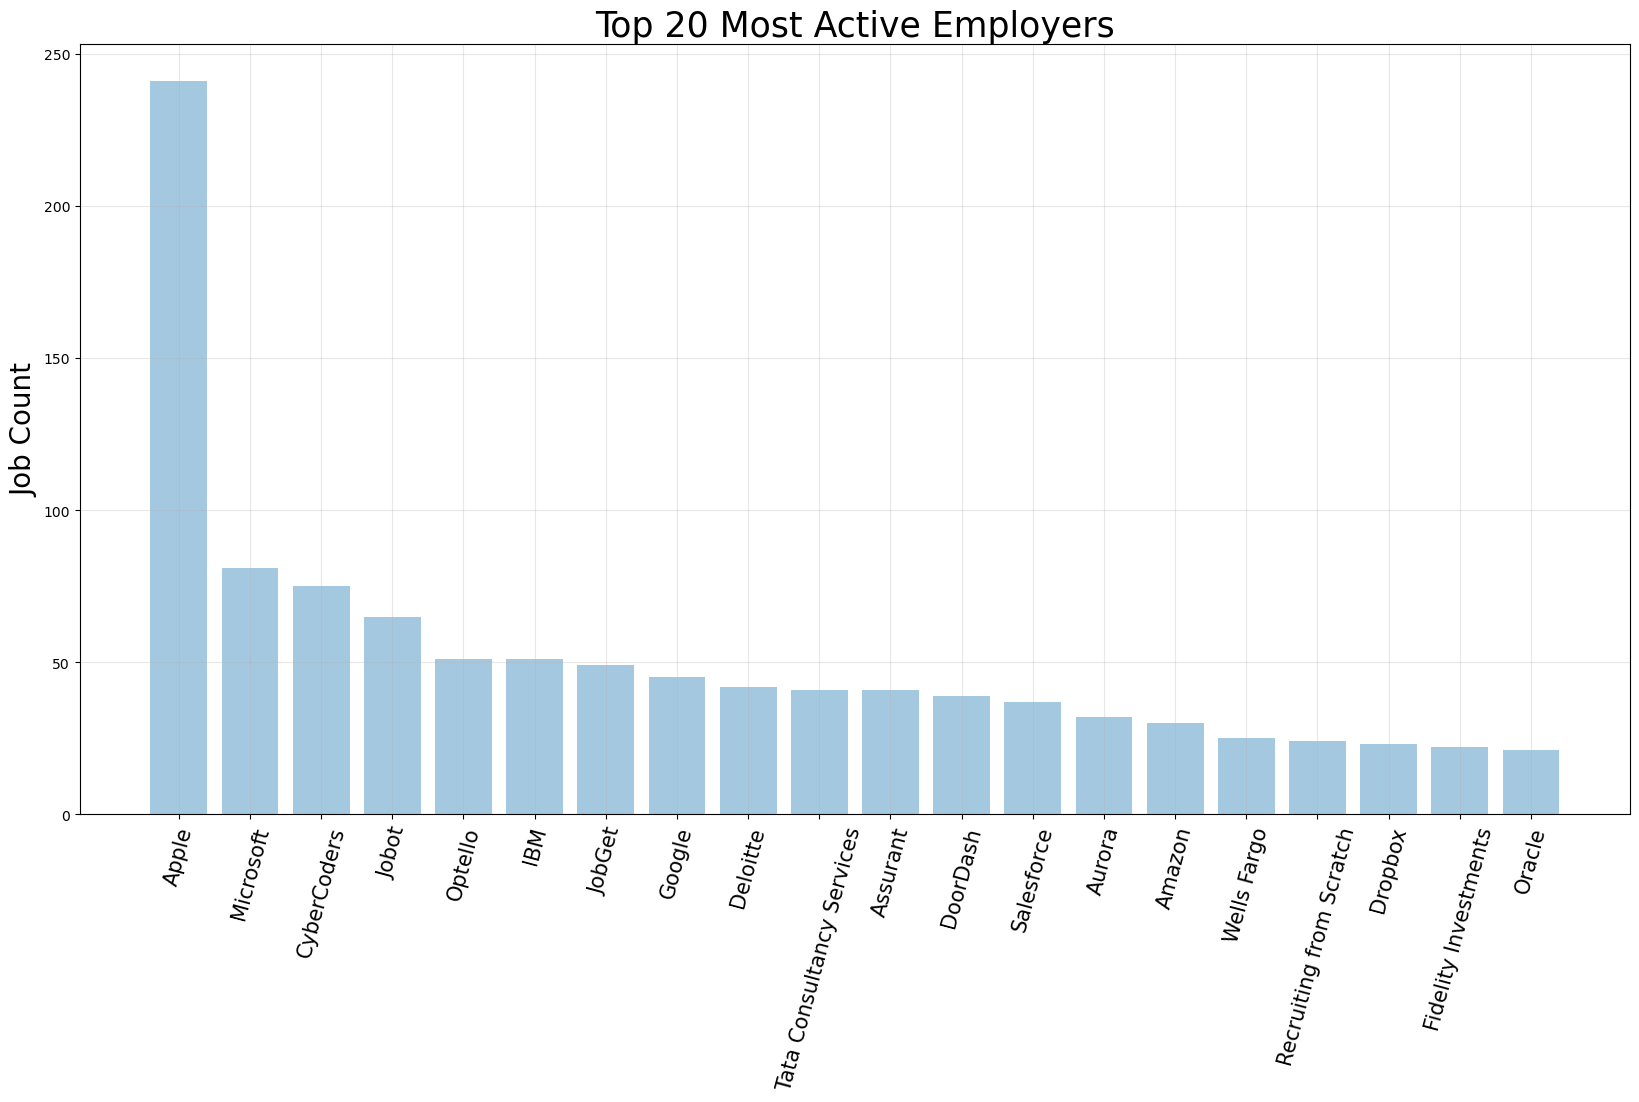 Top 20 Most Active Employers
Job Count
250
200
150
100
50
0
Apple
Microsoft
CyberCoders
Jobot
Optello
IBM
JobGet
Google
Deloitte
Tata Consultancy Services
Assurant
DoorDash
Salesforce
Aurora
Amazon
Wells Fargo
Recruiting from Scratch
Dropbox
Fidelity Investments
Oracle